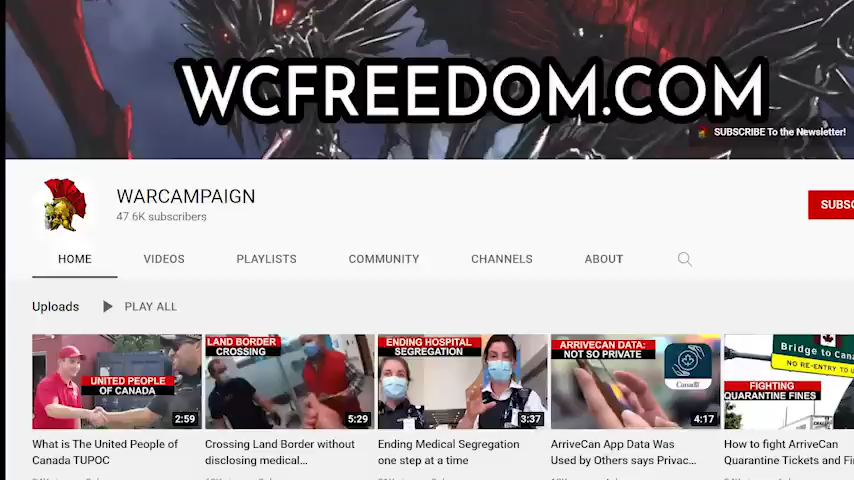 WCFREEDOM.COM
SUBSCRIBE To the Newsletter!
WARCAMPAIGN
47.6K subscribers
SUBSC
HOME VIDEOS PLAYLISTS COMMUNITY CHANNELS ABOUT
Uploads PLAY ALL
UNITED PEOPLE
OF CANADA
2:59
LAND BORDER
CROSSING
5:29
ENDING HOSPITAL
SEGREGATION
3:37
ARRIVECAN DATA:
NOT SO PRIVATE
Canada
4:17
Bridge to Cana
NO RE-ENTRY TO U
FIGHTING
QUARANTINE FINES
What is The United People of
Canada TUPOC
Crossing Land Border without
disclosing medical...
Ending Medical Segregation
one step at a time
ArriveCan App Data Was
Used by Others says Privac...
How to fight ArriveCan
Quarantine Tickets and Fi